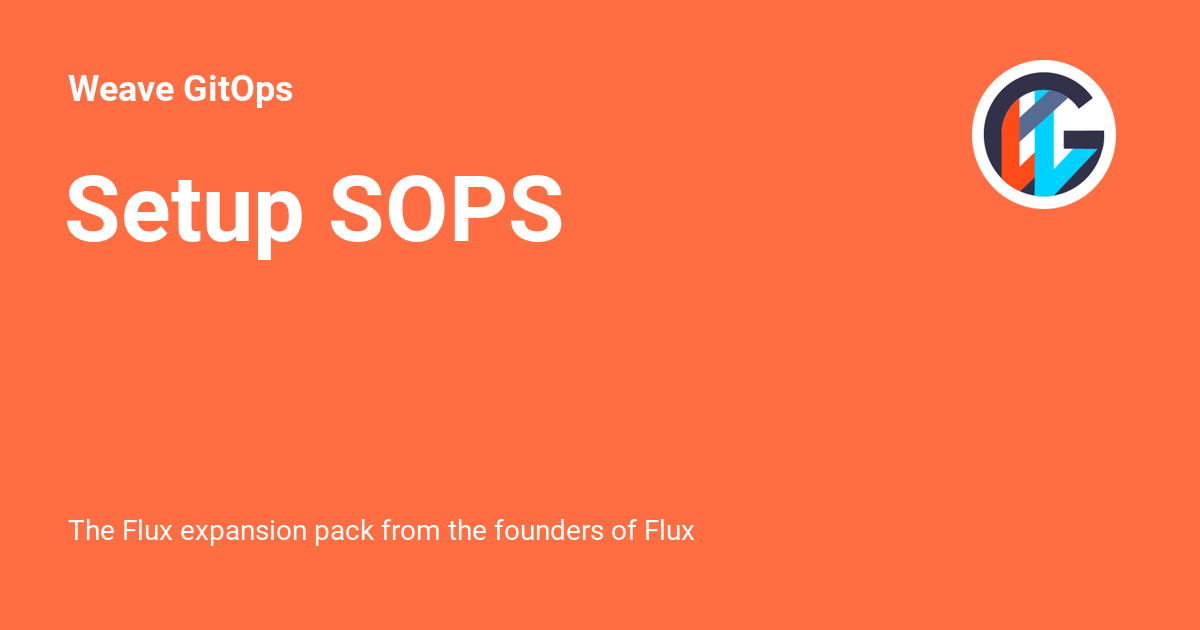 Weave GitOps
Setup SOPS
The Flux expansion pack from the founders of Flux